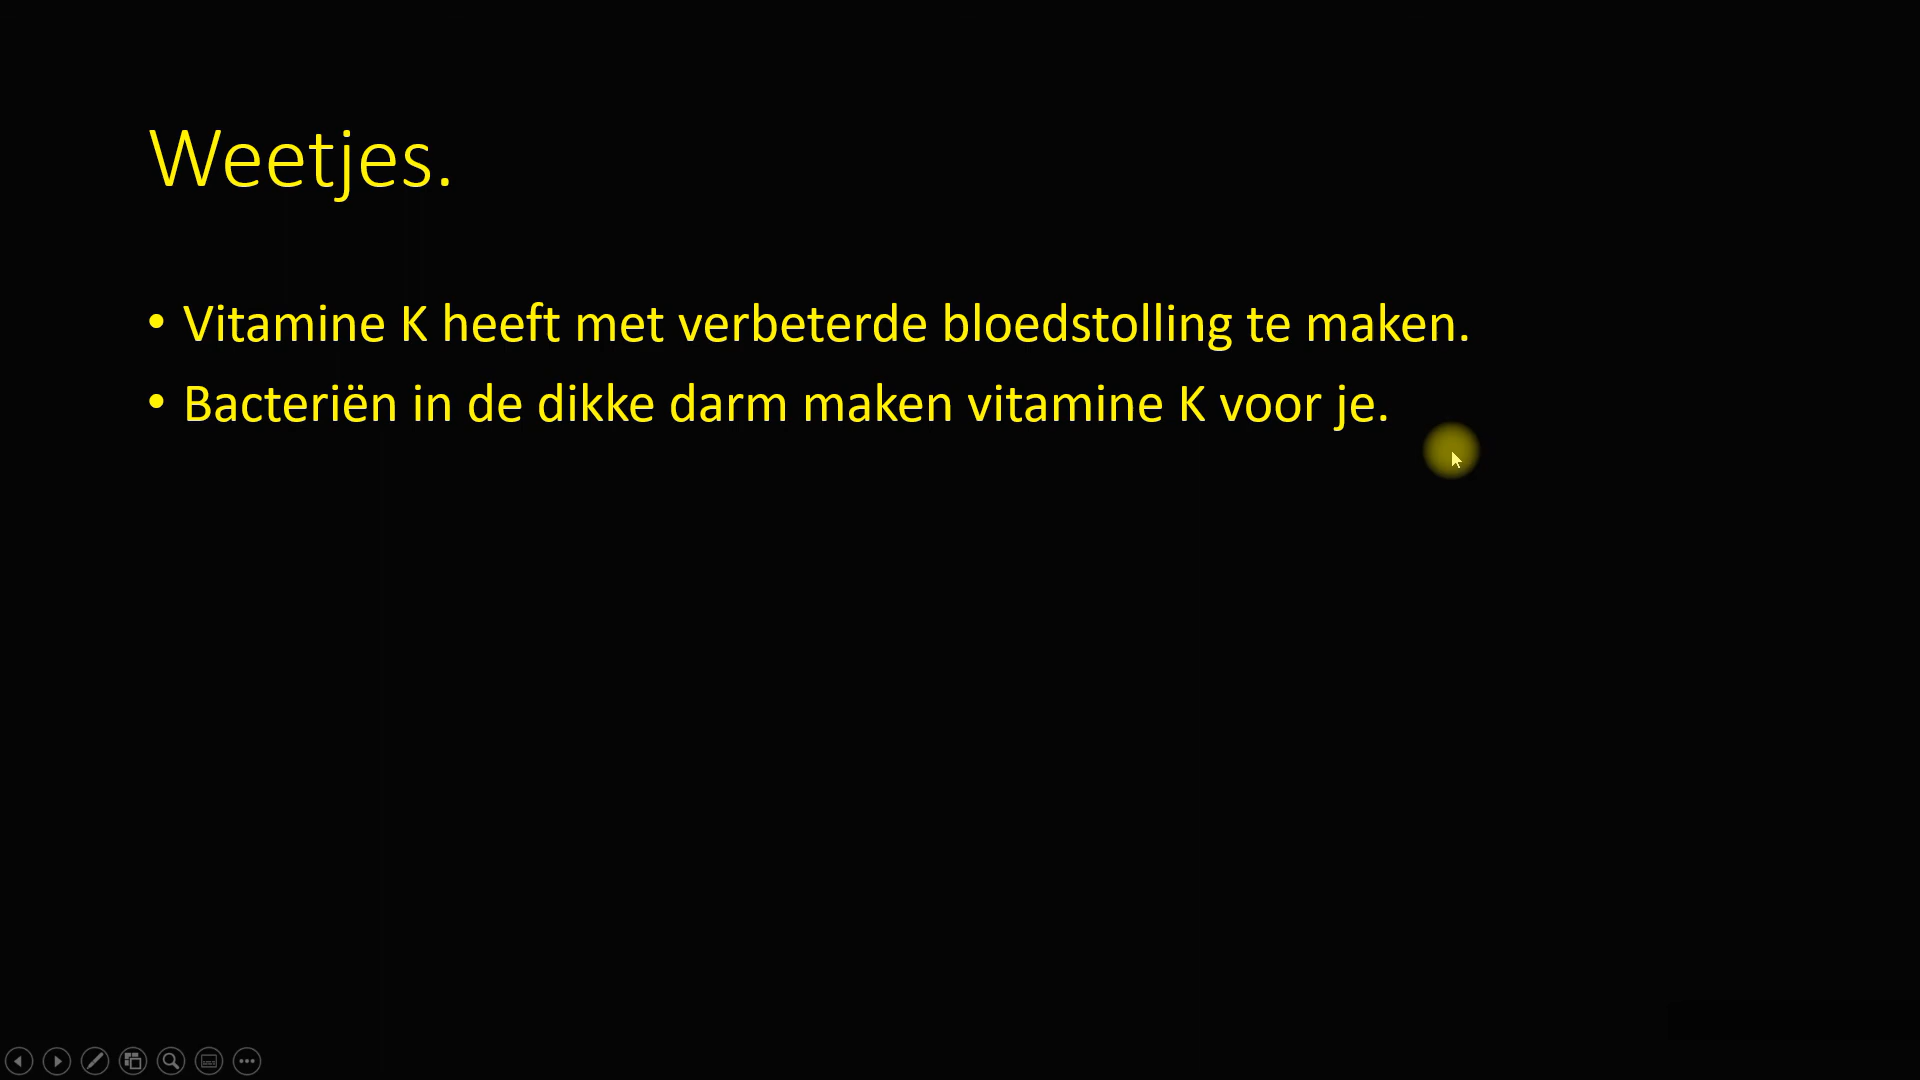 Weetjes.
• Vitamine K heeft met verbeterde bloedstolling te maken.
• Bacteriën in de dikke darm maken vitamine K voor je.